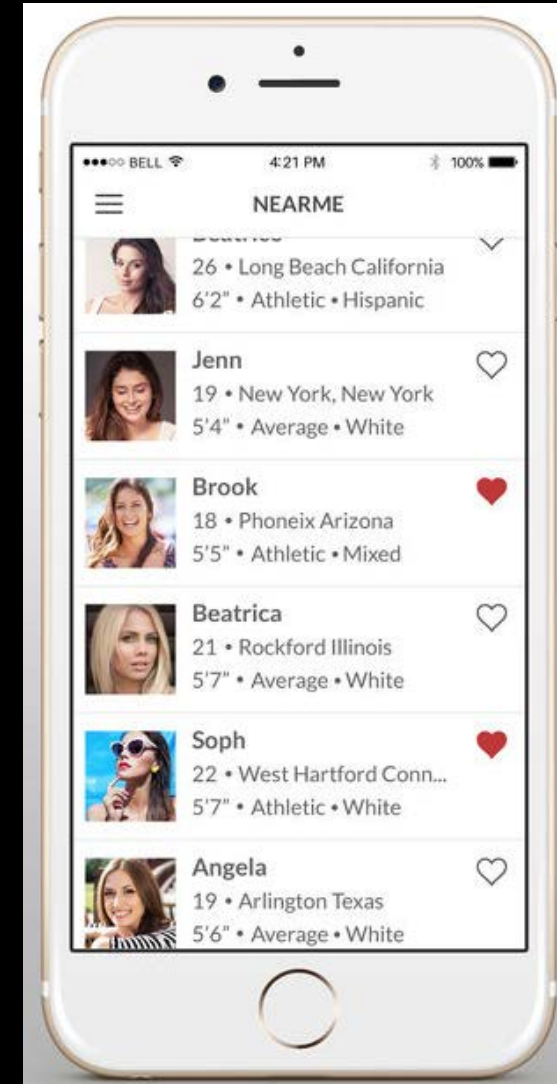 BELL 4:21 PM 100%
NEARME
26 • Long Beach California
6'2" • Athletic • Hispanic
Jenn
19 • New York, New York
5'4" • Average • White
Brook
18 • Phoneix Arizona
5'5" • Athletic • Mixed
Beatrica
21 • Rockford Illinois
5'7" • Average • White
Soph
22 • West Hartford Conn...
5'7" • Athletic • White
Angela
19 • Arlington Texas
5'6" • Average • White